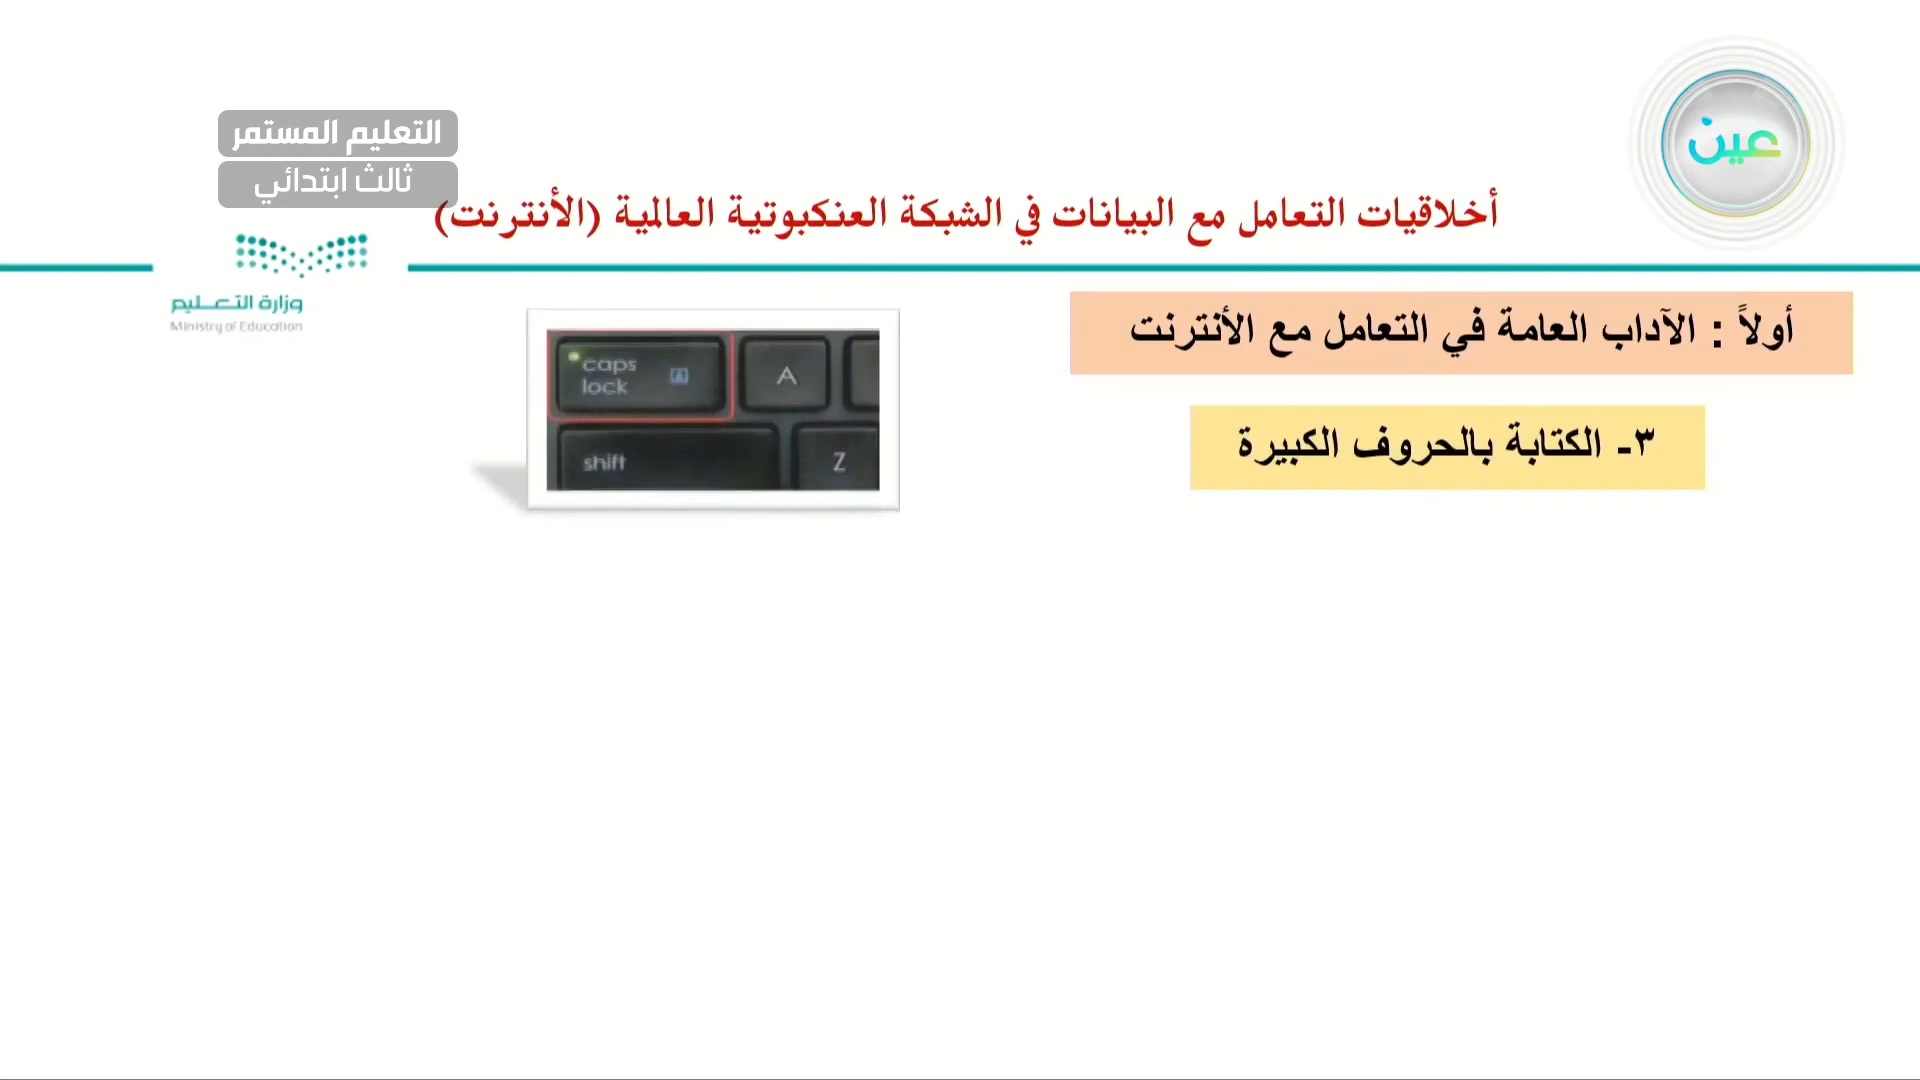 عين
التعليم المستمر
ثالث ابتدائي
أخلاقيات التعامل مع البيانات في الشبكة العنكبوتية العالمية (الأنترنت)
وزارة التعـــليم
Ministry of Education
أولاً : الآداب العامة في التعامل مع الأنترنت
٣- الكتابة بالحروف الكبيرة
caps
lock
A
shift
Z